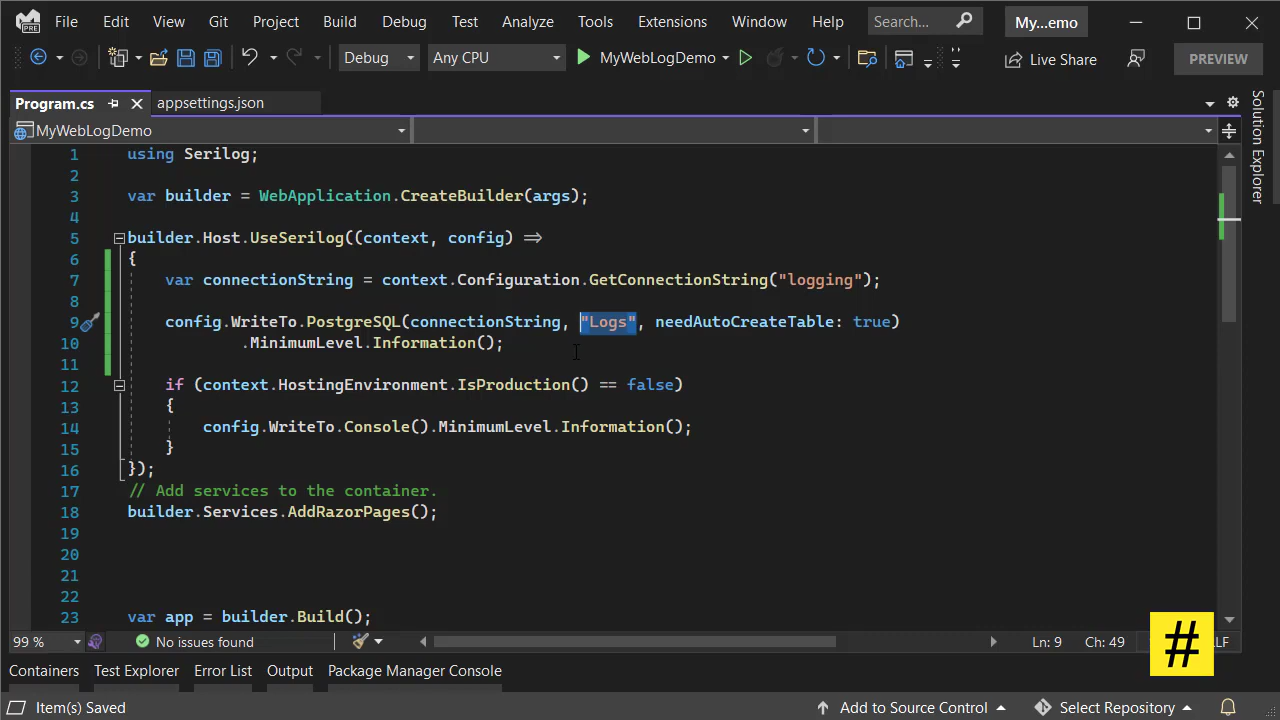 File Edit View Git Project Build Debug Test Analyze Tools Extensions Window Help Search... My...emo
PRE
Debug Any CPU MyWebLogDemo Live Share PREVIEW
Program.cs appsettings.json
MyWebLogDemo
Solution Explorer
1 using Serilog;
2
3 var builder = WebApplication.CreateBuilder(args);
4
5 builder.Host.UseSerilog((context, config) =>
6 {
7 var connectionString = context.Configuration.GetConnectionString("logging");
8
9 config.WriteTo.PostgreSQL(connectionString, "Logs", needAutoCreateTable: true)
10 .MinimumLevel.Information();
11
12 if (context.HostingEnvironment.IsProduction() == false)
13 {
14 config.WriteTo.Console().MinimumLevel.Information();
15 }
16 });
17 // Add services to the container.
18 builder.Services.AddRazorPages();
19
20
21
22
23 var app = builder.Build();
99 % No issues found Ln: 9 Ch: 49 LF
#
Containers Test Explorer Error List Output Package Manager Console
Item(s) Saved Add to Source Control Select Repository